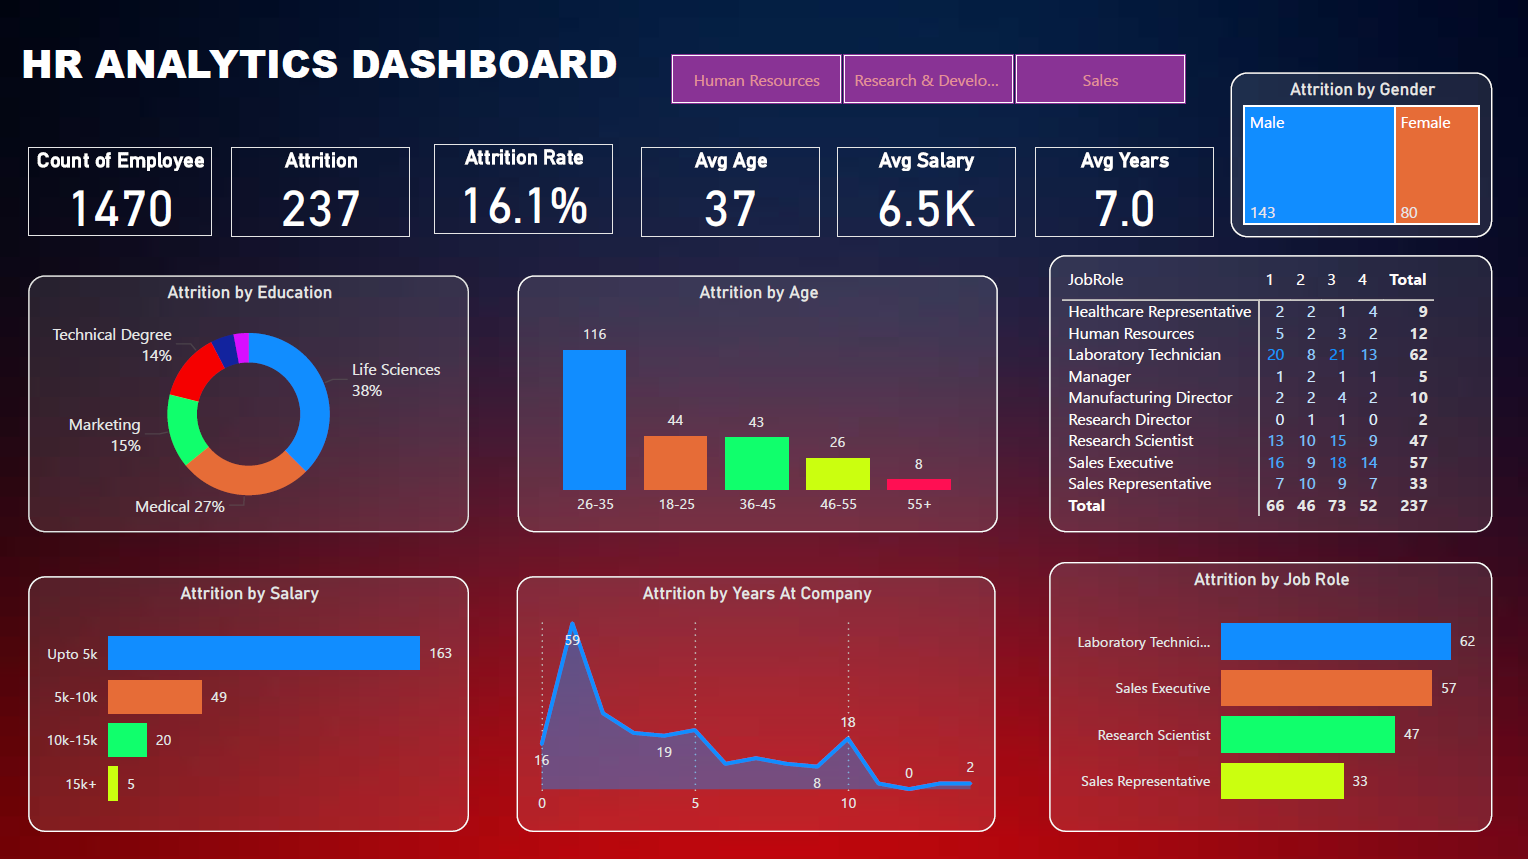 HR ANALYTICS DASHBOARD
Human Resources
Research & Develo...
Sales
Attrition by Gender
Male
Female
143
80
Count of Employee
1470
Attrition
237
Attrition Rate
16.1%
Avg Age
37
Avg Salary
6.5K
Avg Years
7.0
Attrition by Education
Technical Degree
14%
Life Sciences
38%
Marketing
15%
Medical 27%
Attrition by Age
116
44
43
26
8
26-35 18-25 36-45 46-55 55+
JobRole 1 2 3 4 Total
Healthcare Representative 2 2 1 4 9
Human Resources 5 2 3 2 12
Laboratory Technician 20 8 21 13 62
Manager 1 2 1 1 5
Manufacturing Director 2 2 4 2 10
Research Director 0 1 1 0 2
Research Scientist 13 10 15 9 47
Sales Executive 16 9 18 14 57
Sales Representative 7 10 9 7 33
Total 66 46 73 52 237
Attrition by Salary
Upto 5k 163
5k-10k 49
10k-15k 20
15k+ 5
Attrition by Years At Company
59
16
19
18
8
0
2
0 5 10
Attrition by Job Role
Laboratory Technici... 62
Sales Executive 57
Research Scientist 47
Sales Representative 33